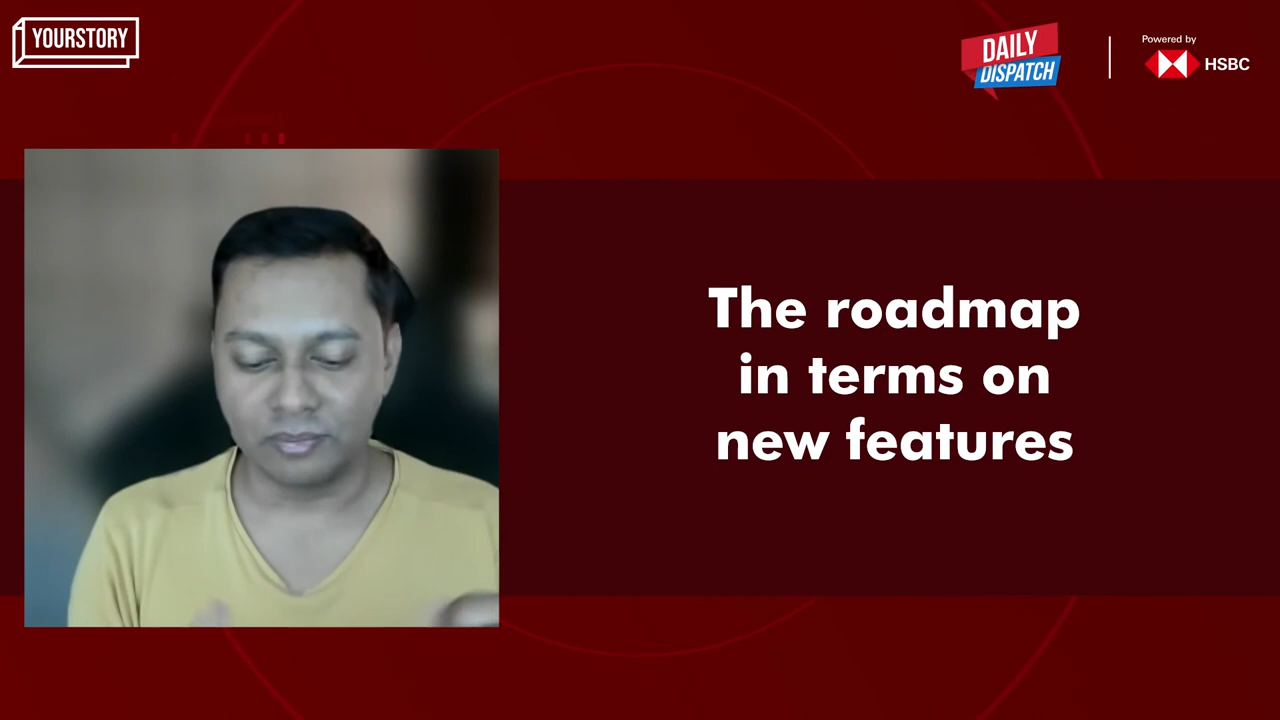 YOURSTORY
DAILY
DISPATCH
Powered by
HSBC
The roadmap
in terms on
new features